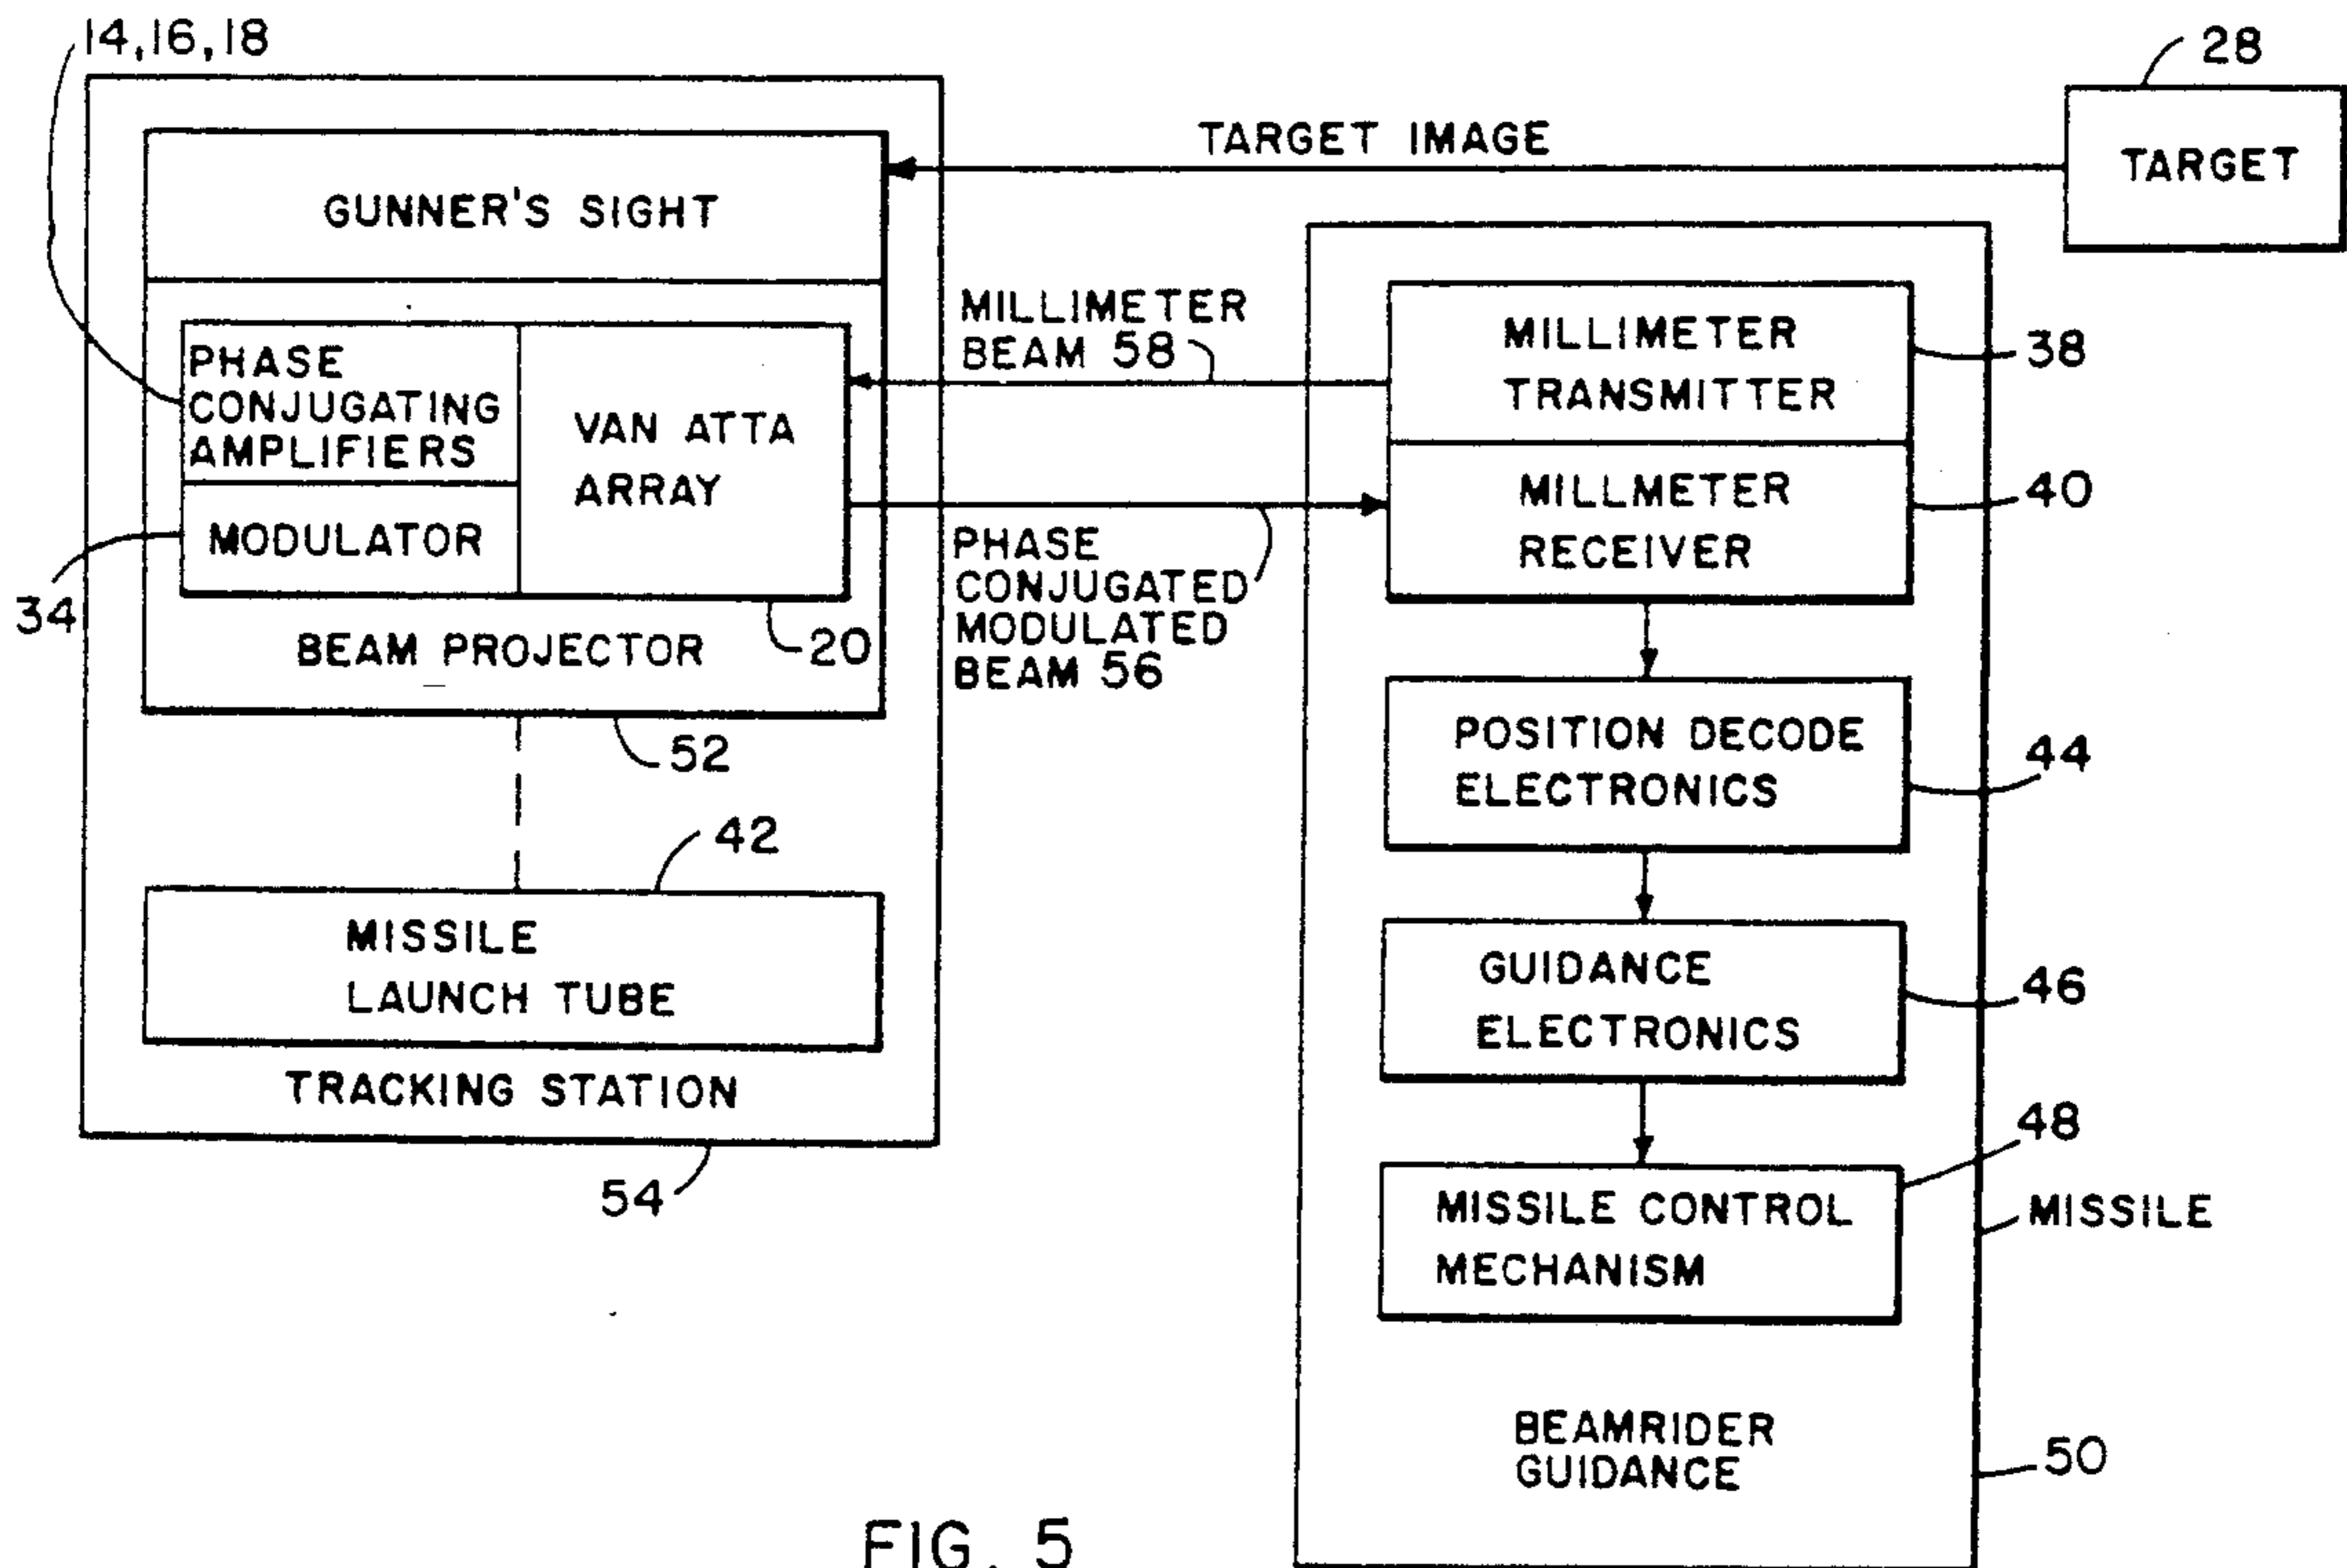 14,16,18
28
TARGET IMAGE
TARGET
GUNNER'S SIGHT
MILLIMETER
BEAM 58
MILLIMETER
TRANSMITTER
38
PHASE
CONJUGATING
AMPLIFIERS
VAN ATTA
ARRAY
MILLMETER
RECEIVER
40
MODULATOR
34
PHASE
CONJUGATED
MODULATED
BEAM 56
BEAM PROJECTOR
20
52
POSITION DECODE
ELECTRONICS
44
42
MISSILE
LAUNCH TUBE
GUIDANCE
ELECTRONICS
46
TRACKING STATION
54
48
MISSILE CONTROL
MECHANISM
MISSILE
BEAMRIDER
GUIDANCE
50
FIG. 5